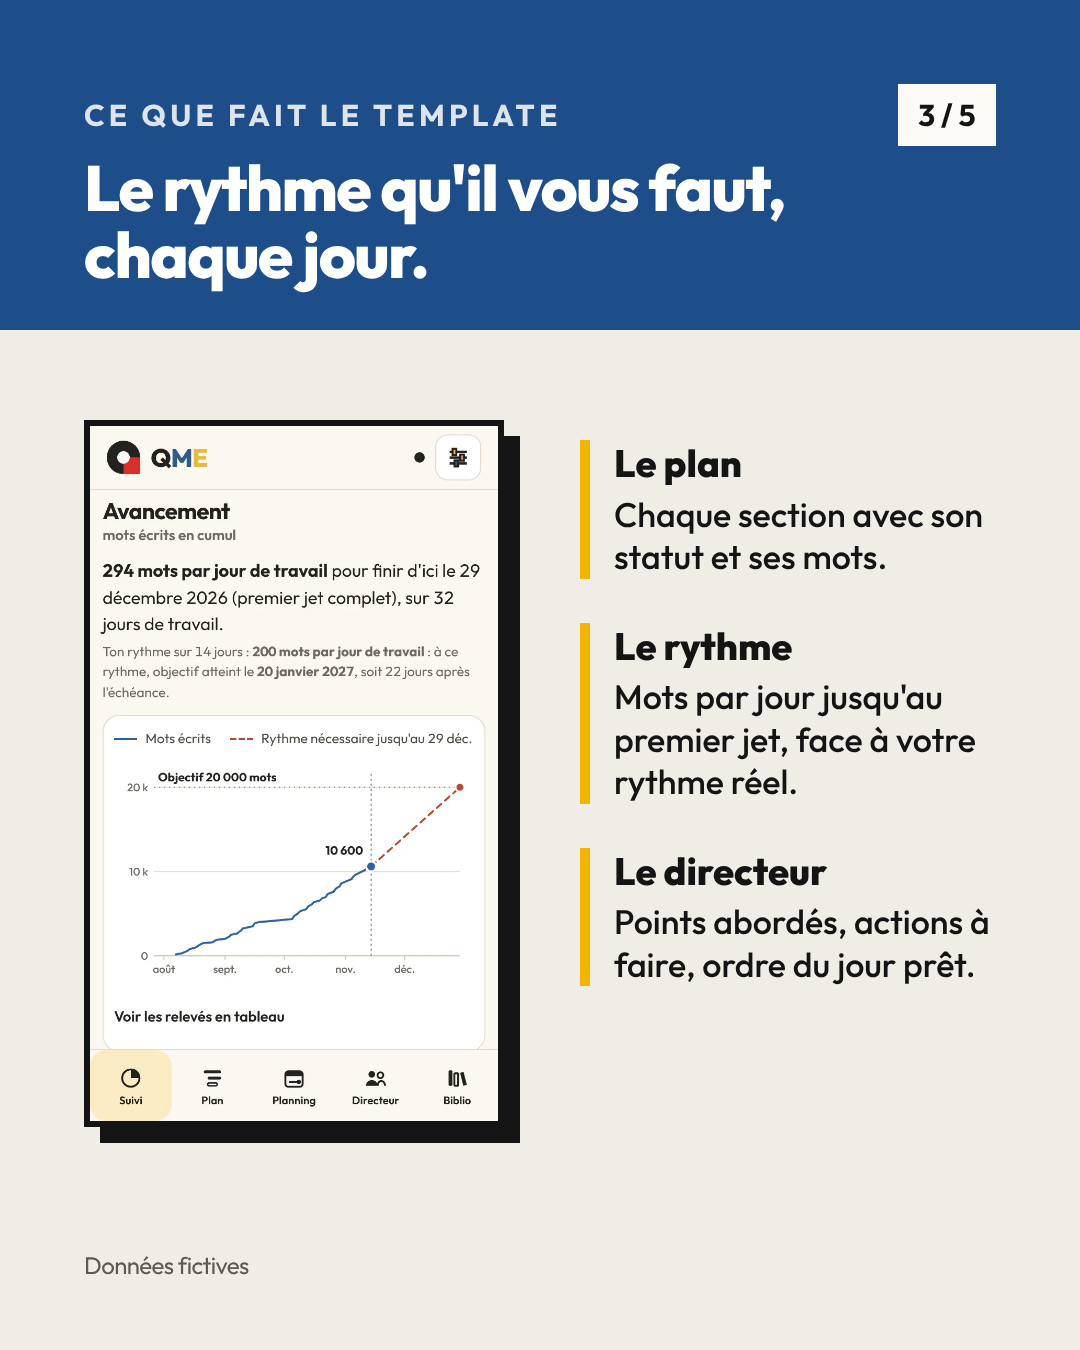 CE QUE FAIT LE TEMPLATE
3/5
Le rythme qu'il vous faut,
chaque jour.
QME
Avancement
mots écrits en cumul
294 mots par jour de travail pour finir d'ici le 29
décembre 2026 (premier jet complet), sur 32
jours de travail.
Ton rythme sur 14 jours : 200 mots par jour de travail : à ce
rythme, objectif atteint le 20 janvier 2027, soit 22 jours après
l'échéance.
Mots écrits
Rythme nécessaire jusqu'au 29 déc.
Objectif 20 000 mots
20 k
10 600
10 k
0
août sept. oct. nov. déc.
Voir les relevés en tableau
Suivi Plan Planning Directeur Biblio
Le plan
Chaque section avec son
statut et ses mots.
Le rythme
Mots par jour jusqu'au
premier jet, face à votre
rythme réel.
Le directeur
Points abordés, actions à
faire, ordre du jour prêt.
Données fictives